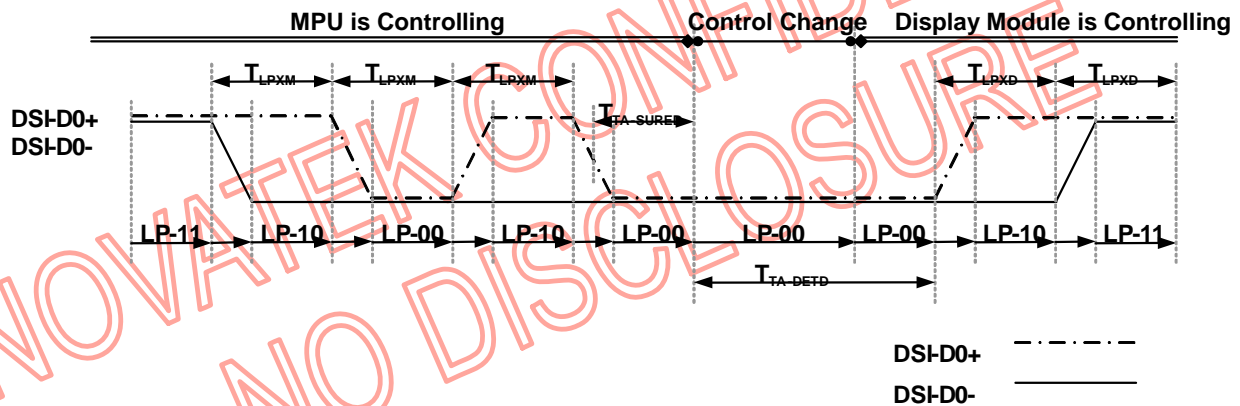 MPU is Controlling Control Change Display Module is Controlling
TLPXM TLPXM TLPXM TLPXD TLPXD
DSI-D0+
DSI-D0-
TTA-SURED
LP-11 LP-10 LP-00 LP-10 LP-00 LP-00 LP-00 LP-10 LP-11
TTA-DETD
DSI-D0+
DSI-D0-
NOVATEK CONFID
NO DISCLOSURE